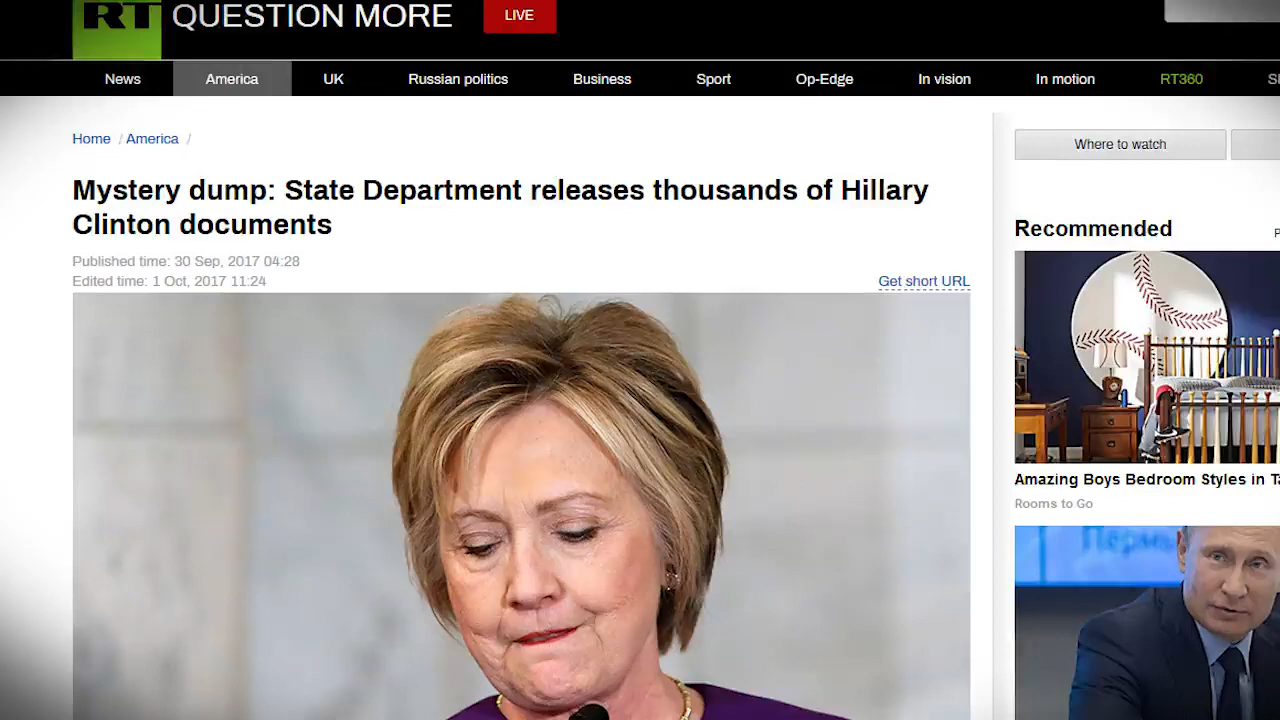 RT QUESTION MORE
LIVE
News America UK Russian politics Business Sport Op-Edge In vision In motion RT360
Home / America /
Where to watch
Mystery dump: State Department releases thousands of Hillary
Clinton documents
Published time: 30 Sep, 2017 04:28
Edited time: 1 Oct, 2017 11:24
Get short URL
Recommended
Amazing Boys Bedroom Styles in
Rooms to Go